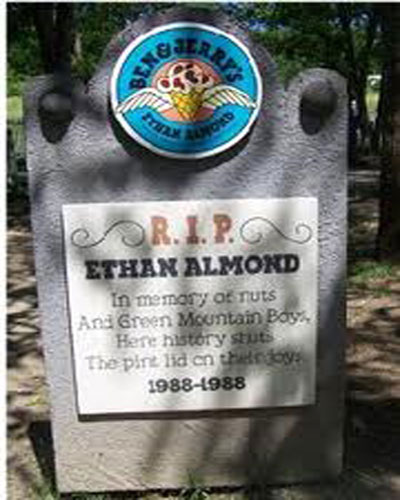 BEN & JERRY'S
ETHAN ALMOND
R.I.P.
ETHAN ALMOND
In memory of nuts
And Green Mountain Boys,
Here history shuts
The pint lid on their joys.
1988-1988